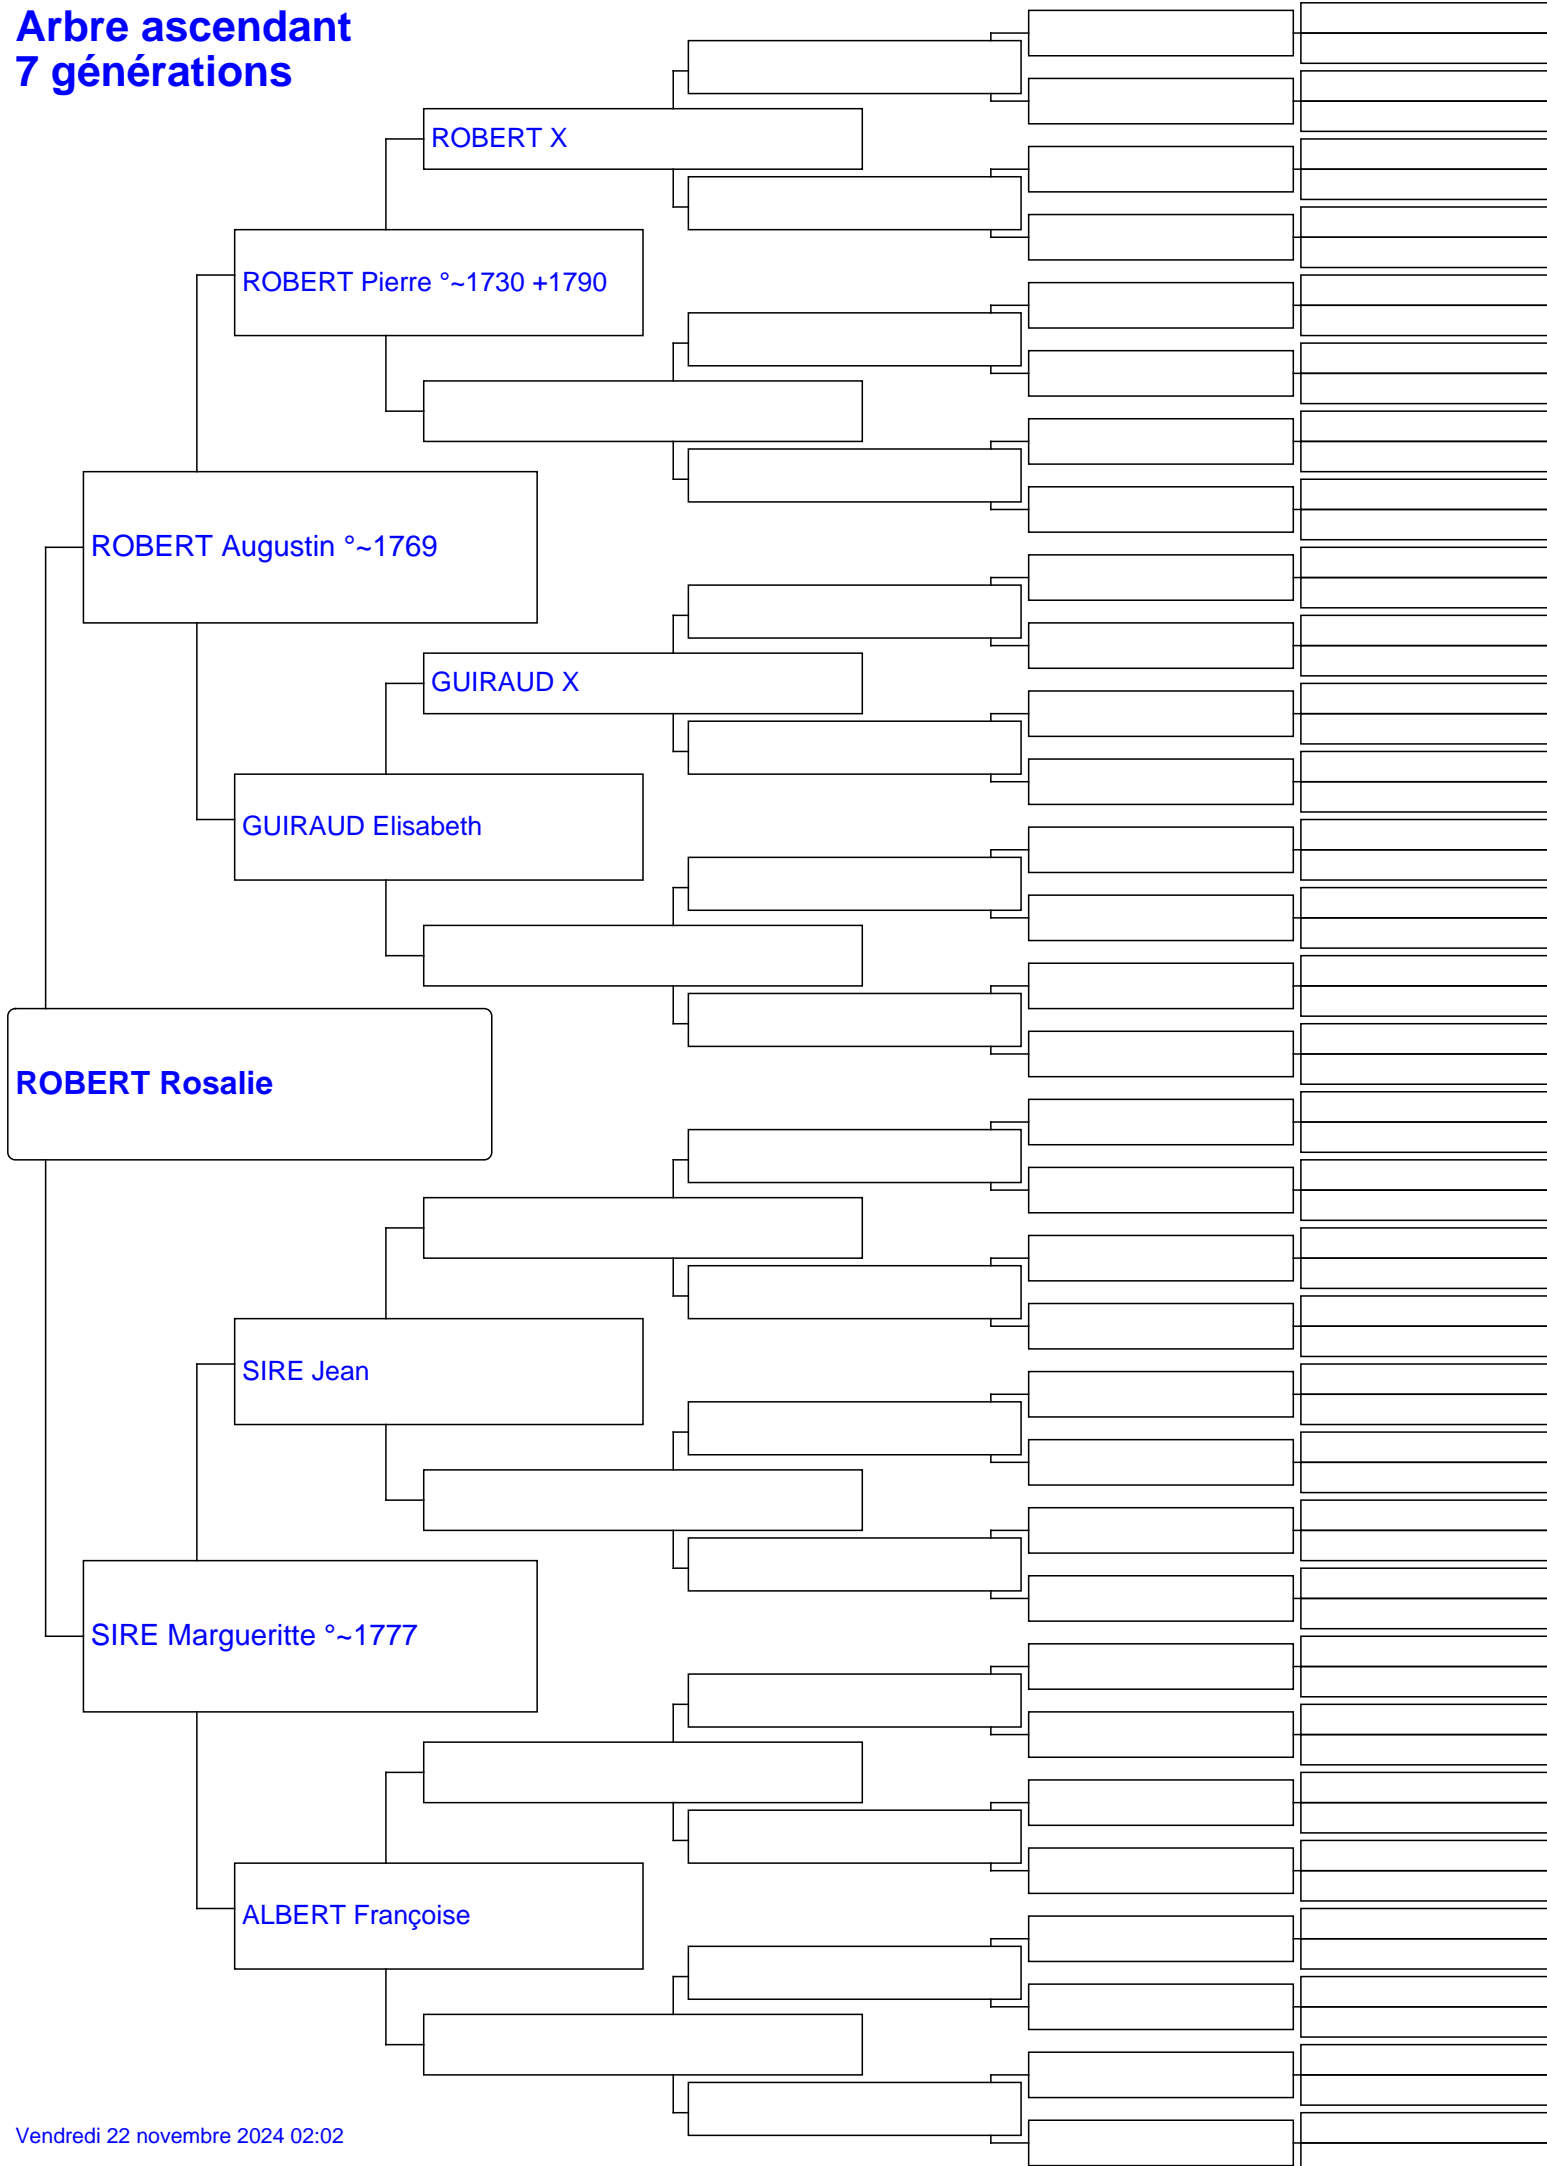 Arbre ascendant
7 générations
ROBERT X
ROBERT Pierre °~1730 +1790
ROBERT Augustin °~1769
GUIRAUD X
GUIRAUD Elisabeth
ROBERT Rosalie
SIRE Jean
SIRE Margueritte °~1777
ALBERT Françoise
Vendredi 22 novembre 2024 02:02